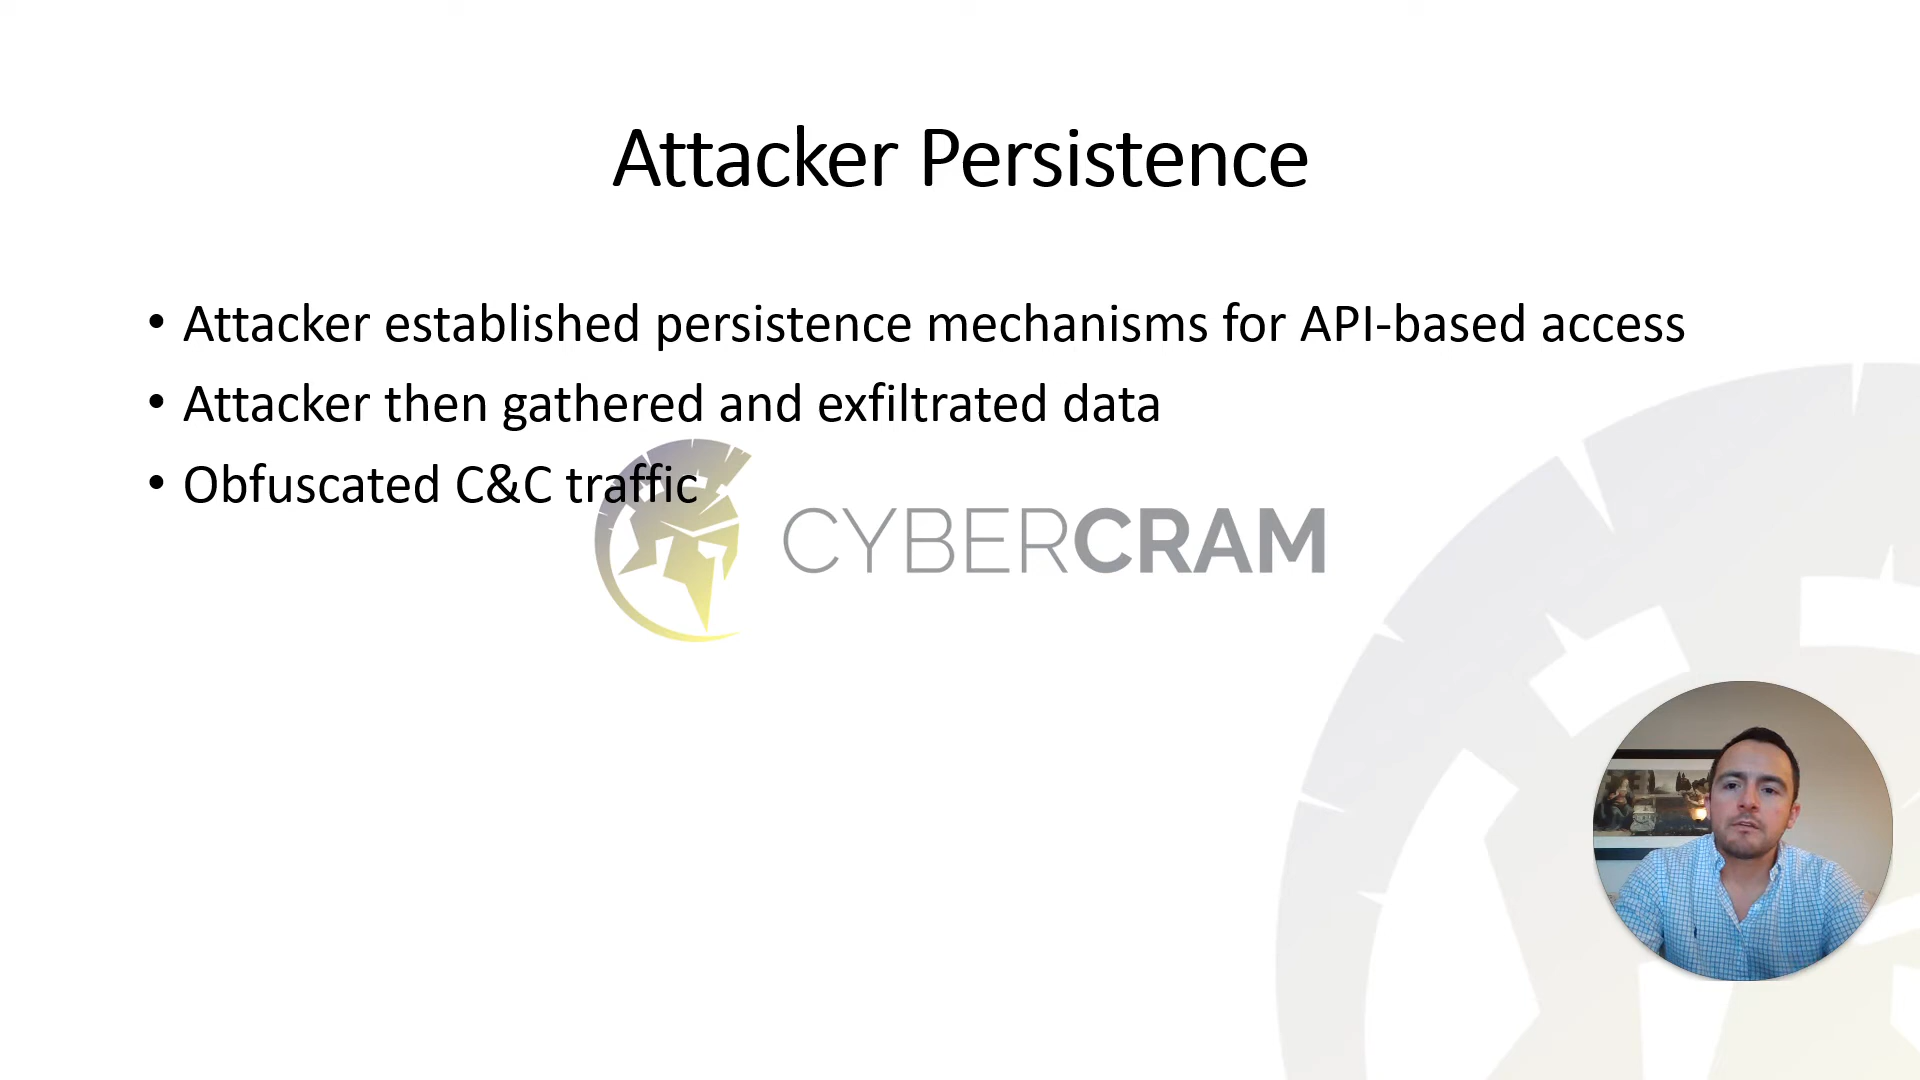 Attacker Persistence
• Attacker established persistence mechanisms for API-based access
• Attacker then gathered and exfiltrated data
• Obfuscated C&C traffic
CYBERCRAM